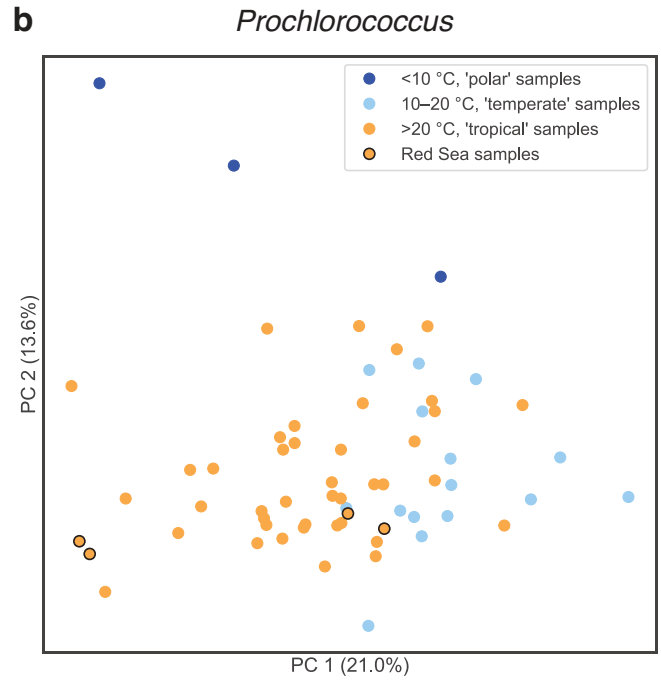 b
Prochlorococcus
<10 °C, 'polar' samples
10–20 °C, 'temperate' samples
>20 °C, 'tropical' samples
Red Sea samples
PC 2 (13.6%)
PC 1 (21.0%)